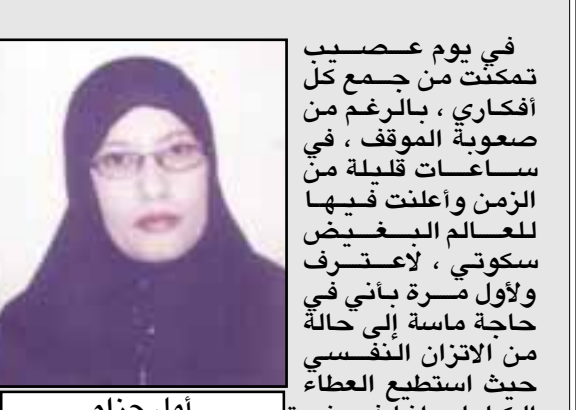 في يوم عصيب
تمكنت من جمع كل
أفكاري ، بالرغم من
صعوبة الموقف ، في
ساعات قليلة من
الزمن وأعلنت فيها
للعالم البغيض
سكوتي ، لاعترف
ولأول مرة بأني في
حاجة ماسة إلى حالة
من الاتزان النفسي
حيث استطيع العطاء